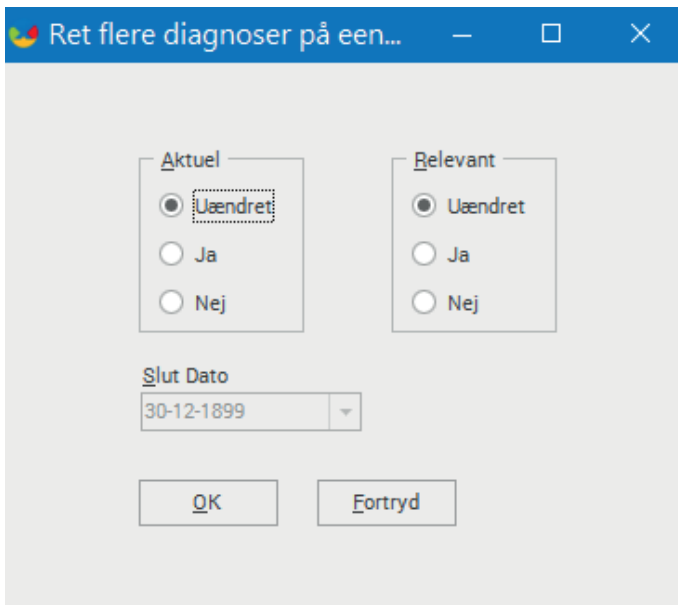 Ret flere diagnoser på een...
Aktuel
Uændret
Ja
Nej
Relevant
Uændret
Ja
Nej
Slut Dato
30-12-1899
OK
Fortryd